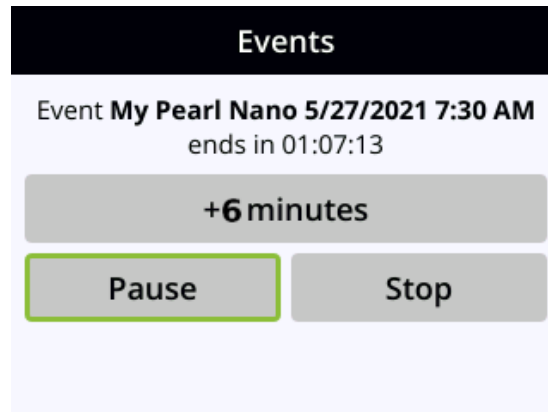 Events
Event My Pearl Nano 5/27/2021 7:30 AM
ends in 01:07:13
+6 minutes
Pause
Stop